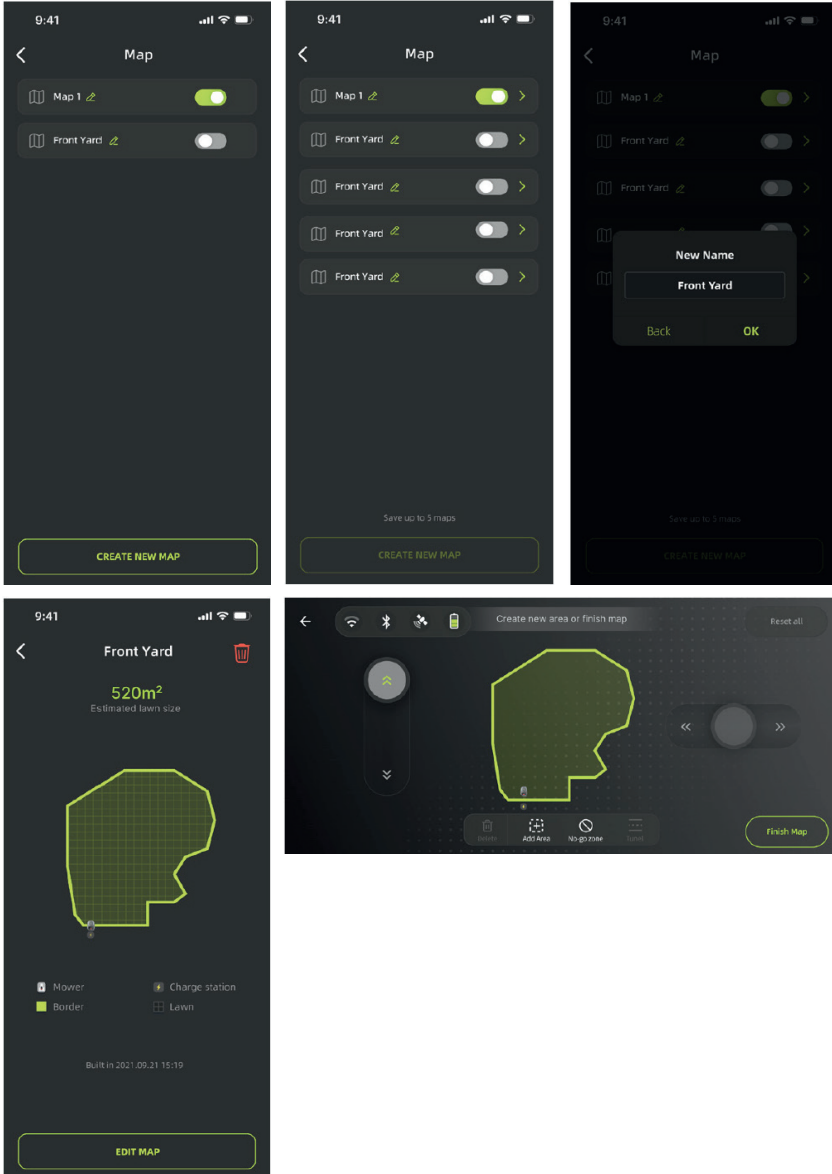 9:41
Map
Map 1
Front Yard
CREATE NEW MAP
9:41
Map
Map 1
Front Yard
Front Yard
Front Yard
Front Yard
Save up to 5 maps
CREATE NEW MAP
9:41
Map
Map 1
Front Yard
Front Yard
New Name
Front Yard
Back
OK
Save up to 5 maps
CREATE NEW MAP
9:41
Front Yard
520m²
Estimated lawn size
Mower
Charge station
Border
Lawn
Built in 2021.09.21 15:19
EDIT MAP
Create new area or finish map
Reset all
Delete
Add Area
No-go zone
Finish Map